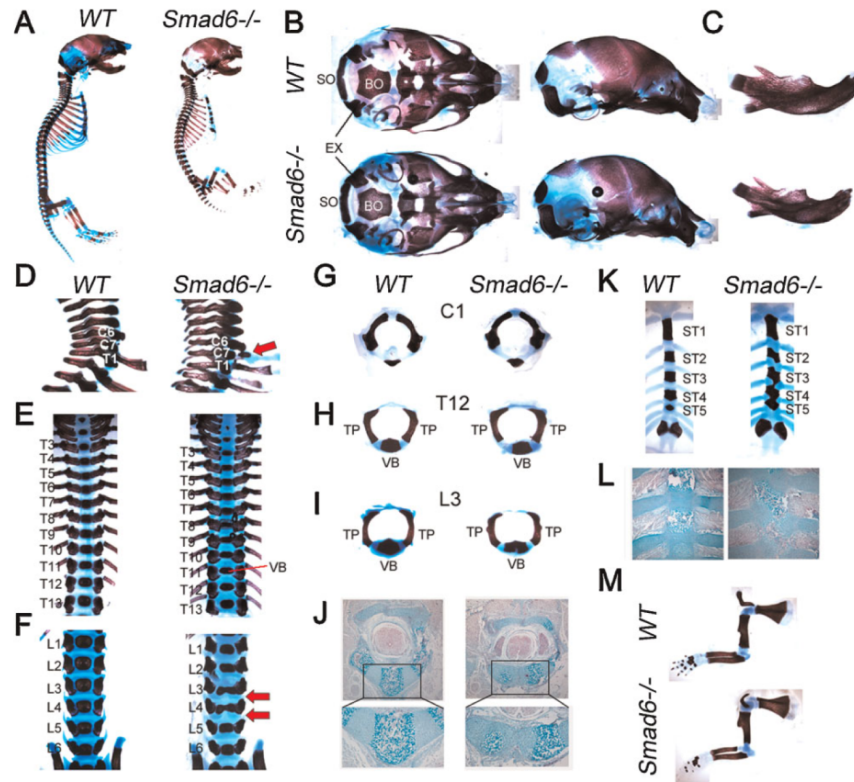 A WT Smad6-/-
B WT Smad6-/-
SO BO
EX
SO BO
C
D WT Smad6-/-
C6 C7 T1
C6 C7 T1
E
T3 T4 T5 T6 T7 T8 T9 T10 T11 T12 T13
T3 T4 T5 T6 T7 T8 T9 T10 T11 T12 T13
VB
F
L1 L2 L3 L4 L5 L6
L1 L2 L3 L4 L5 L6
G WT Smad6-/-
C1
H T12
TP TP TP TP
VB VB
I L3
TP TP TP TP
VB VB
J
K WT Smad6-/-
ST1 ST1
ST2 ST2
ST3 ST3
ST4 ST4
ST5 ST5
L
M WT
Smad6-/-